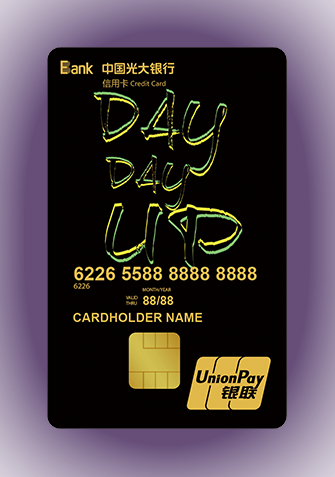 Bank 中国光大银行
信用卡 Credit Card
DAY
DAY
UP
6226 5588 8888 8888
6226
MONTH/YEAR
VALID THRU 88/88
CARDHOLDER NAME
UnionPay
银联